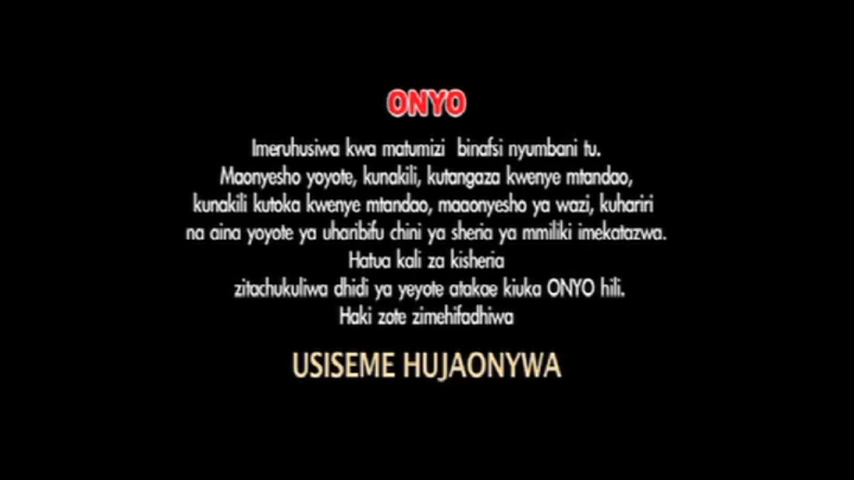 ONYO
Imeruhusiwa kwa matumizi binafsi nyumbani tu.
Maonyesho yoyote, kunakili, kutangaza kwenye mtandao,
kunakili kutoka kwenye mtandao, maaonyesho ya wazi, kuhariri
na aina yoyote ya uharibifu chini ya sheria ya mmiliki imekatazwa.
Hatua kali za kisheria
zitachukuliwa dhidi ya yeyote atakae kiuka ONYO hili.
Haki zote zimehifadhiwa
USISEME HUJAONYWA